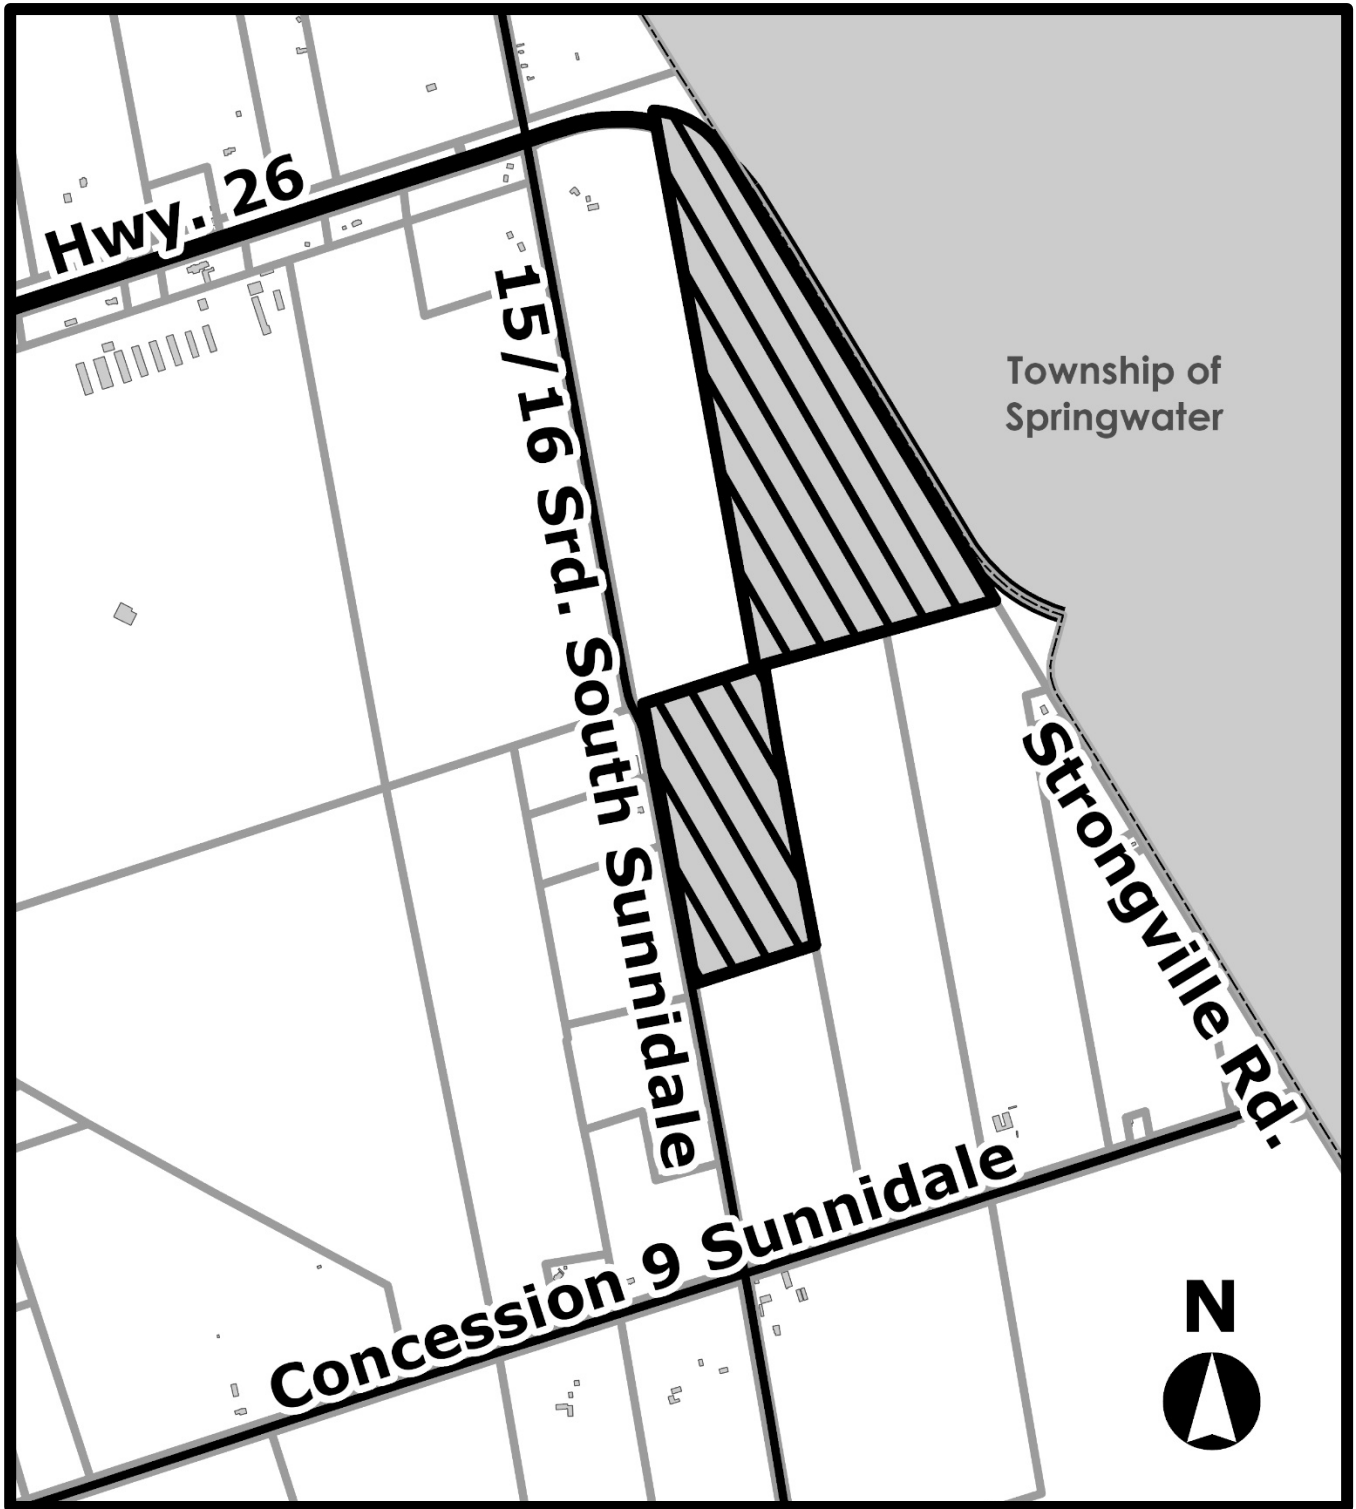 Hwy. 26
15/16 Srd. South Sunnidale
Township of
Springwater
Strongville Rd.
Concession 9 Sunnidale
N